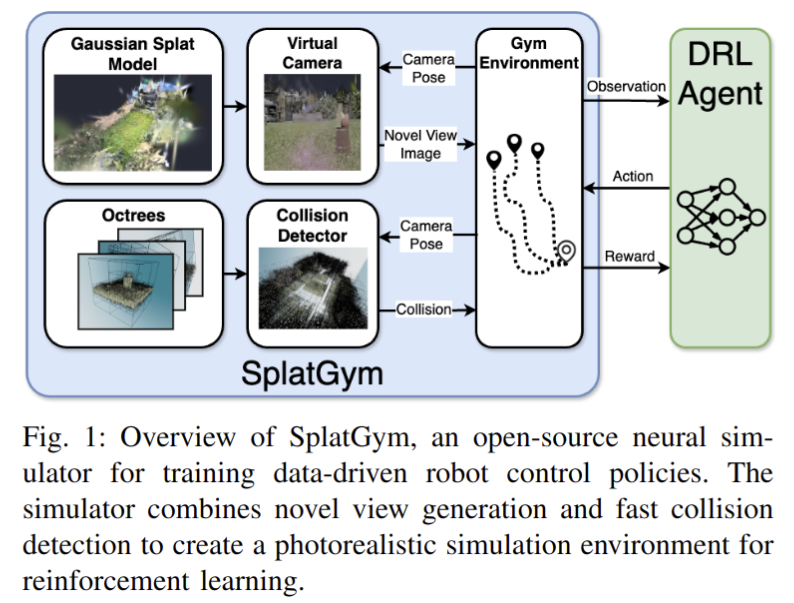 Gaussian Splat
Model
Virtual
Camera
Camera
Pose
Gym
Environment
Observation
DRL
Agent
Novel View
Image
Action
Octrees
Collision
Detector
Camera
Pose
Reward
Collision
SplatGym
Fig. 1: Overview of SplatGym, an open-source neural sim-
ulator for training data-driven robot control policies. The
simulator combines novel view generation and fast collision
detection to create a photorealistic simulation environment for
reinforcement learning.